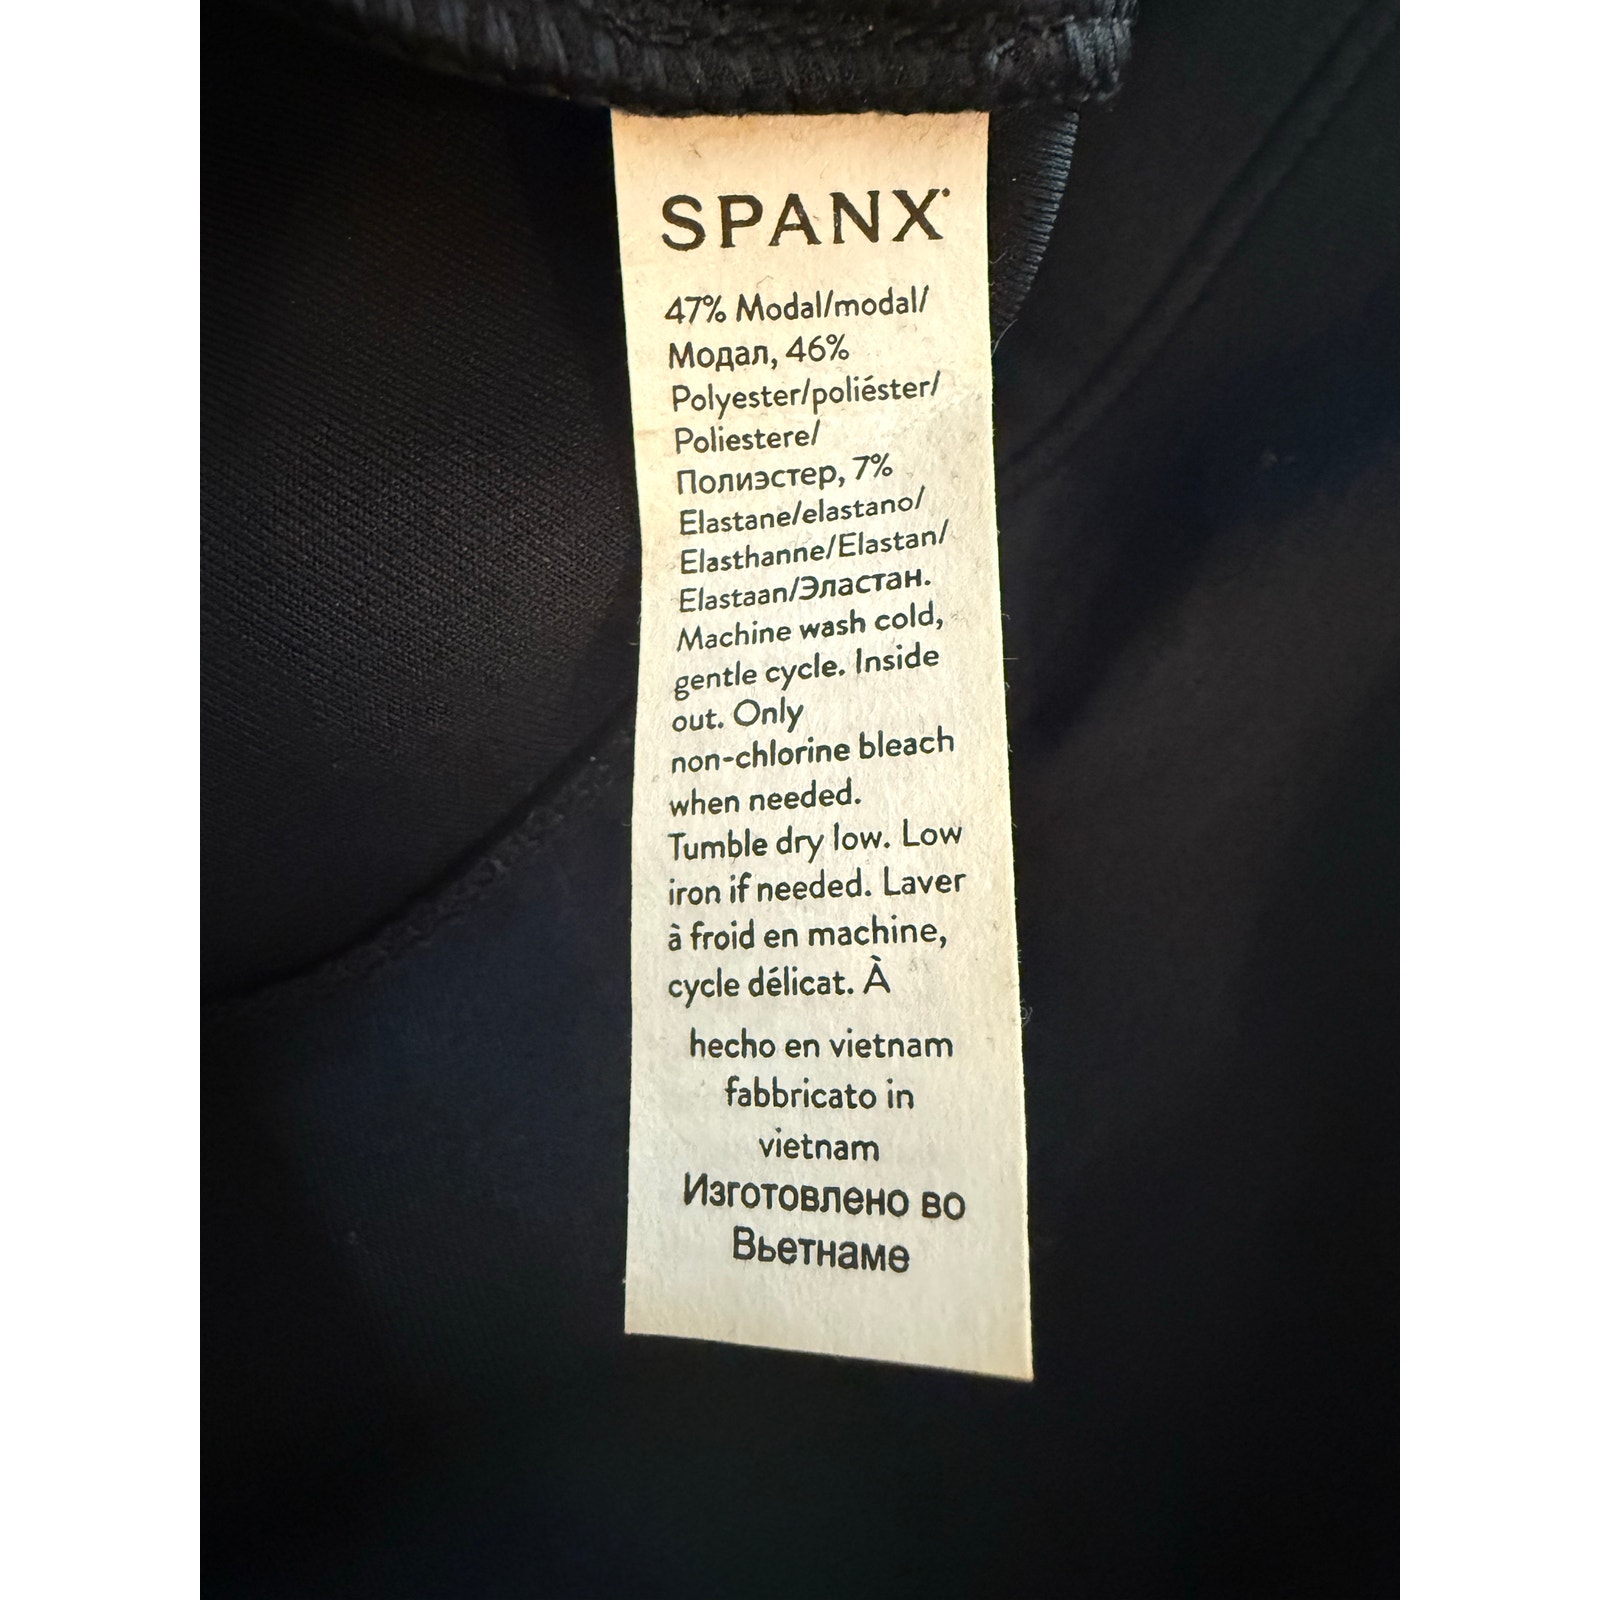 SPANX
47% Modal/modal/
Модал, 46%
Polyester/poliéster/
Poliestere/
Полиэстер, 7%
Elastane/elastano/
Elasthanne/Elastan/
Elastaan/Эластан.
Machine wash cold,
gentle cycle. Inside
out. Only
non-chlorine bleach
when needed.
Tumble dry low. Low
iron if needed. Laver
à froid en machine,
cycle délicat. À
hecho en vietnam
fabbricato in
vietnam
Изготовлено во
Вьетнаме